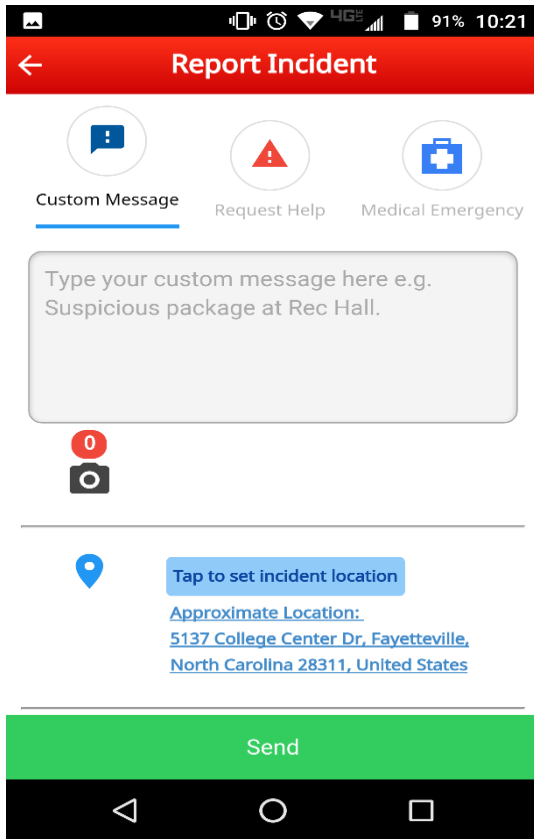 4G 91% 10:21
Report Incident
Custom Message
Request Help
Medical Emergency
Type your custom message here e.g.
Suspicious package at Rec Hall.
0
Tap to set incident location
Approximate Location:
5137 College Center Dr, Fayetteville,
North Carolina 28311, United States
Send